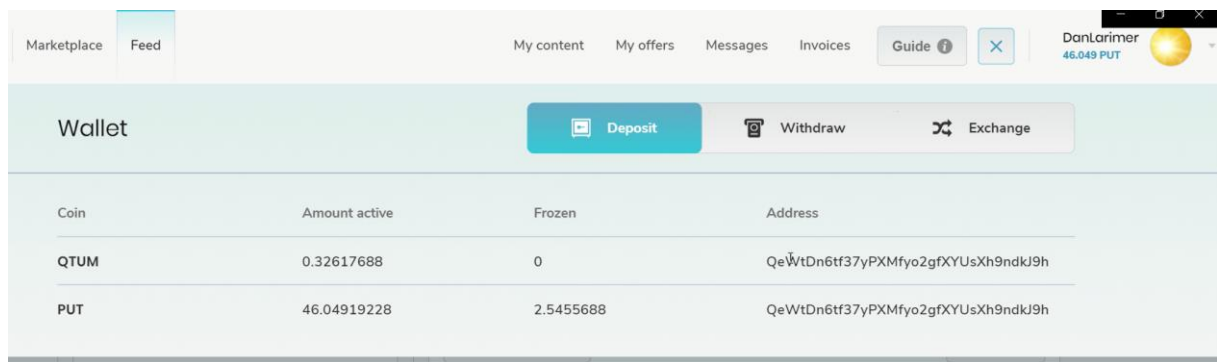 Marketplace Feed My content My offers Messages Invoices Guide DanLarimer
46.049 PUT
Wallet Deposit Withdraw Exchange
Coin Amount active Frozen Address
QTUM 0.32617688 0 QeWtDn6tf37yPXMfyo2gfXYUsXh9ndkJ9h
PUT 46.04919228 2.5455688 QeWtDn6tf37yPXMfyo2gfXYUsXh9ndkJ9h